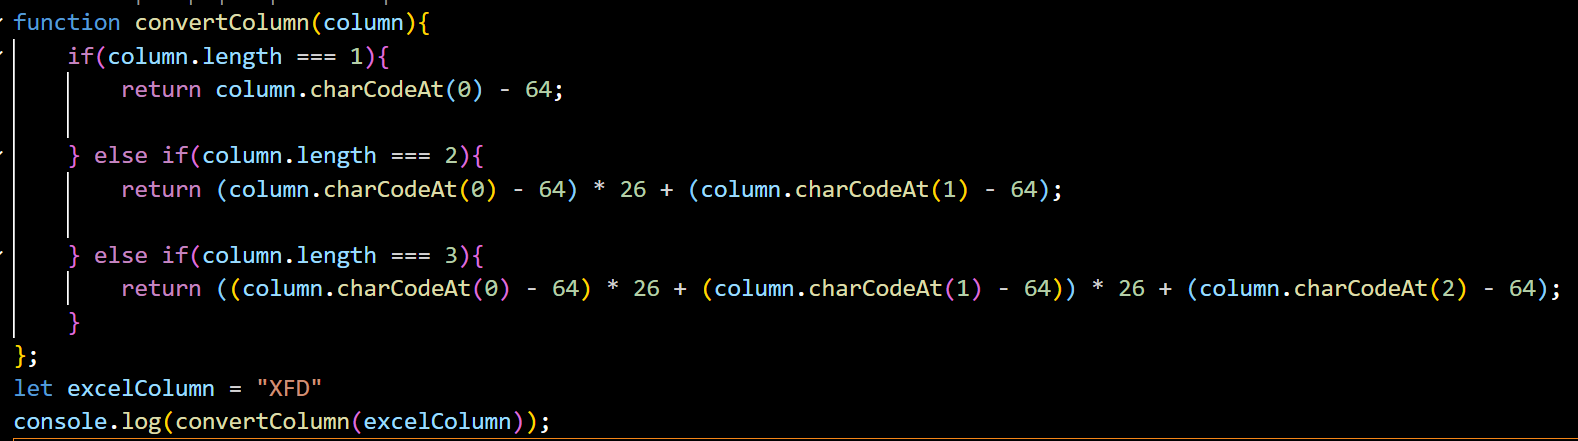 function convertColumn(column){
    if(column.length === 1){
        return column.charCodeAt(0) - 64;
    } else if(column.length === 2){
        return (column.charCodeAt(0) - 64) * 26 + (column.charCodeAt(1) - 64);
    } else if(column.length === 3){
        return ((column.charCodeAt(0) - 64) * 26 + (column.charCodeAt(1) - 64)) * 26 + (column.charCodeAt(2) - 64);
    }
};
let excelColumn = "XFD"
console.log(convertColumn(excelColumn));